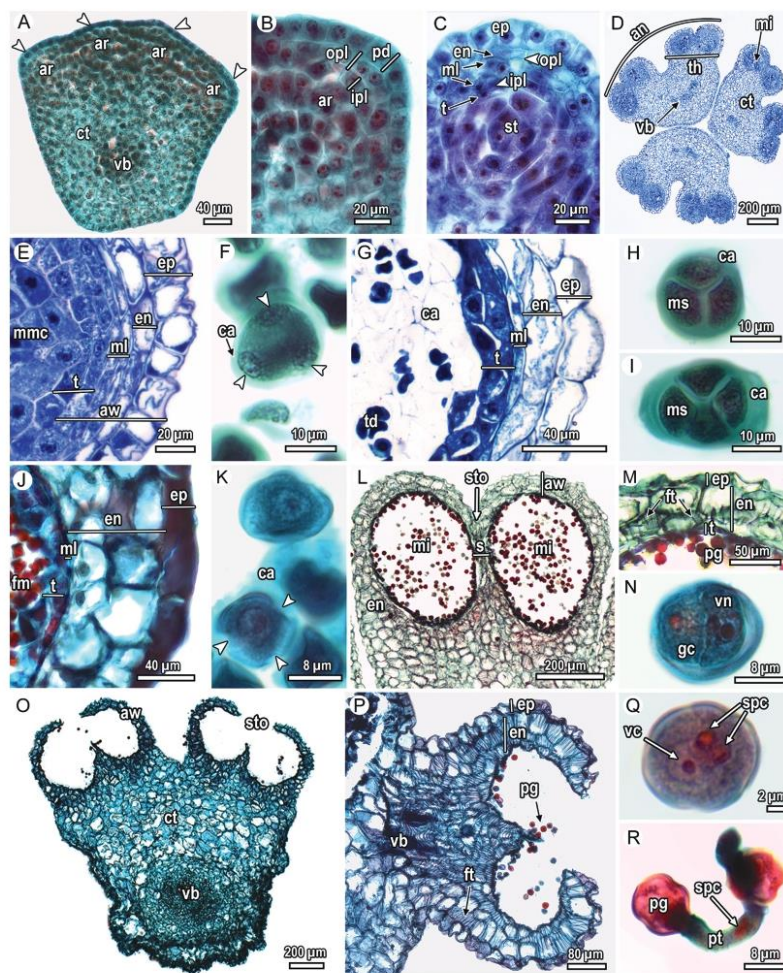 A
ar
ar
ar
ar
ct
vb
40 µm
B
opl
pd
ipl
ar
20 µm
C
ep
en
opl
ml
ipl
t
st
20 µm
D
an
ml
th
ct
vb
200 µm
E
ep
en
mmc
ml
t
aw
20 µm
F
ca
10 µm
G
ep
en
ca
ml
t
td
40 µm
H
ca
ms
10 µm
I
ca
ms
10 µm
J
ep
en
ml
fm
t
40 µm
K
ca
8 µm
L
sto
aw
mi
s
mi
en
200 µm
M
ep
ft
en
t
pg
50 µm
N
vn
gc
8 µm
O
aw
sto
ct
vb
200 µm
P
ep
en
pg
vb
ft
80 µm
Q
spc
vc
2 µm
R
spc
pg
pt
8 µm